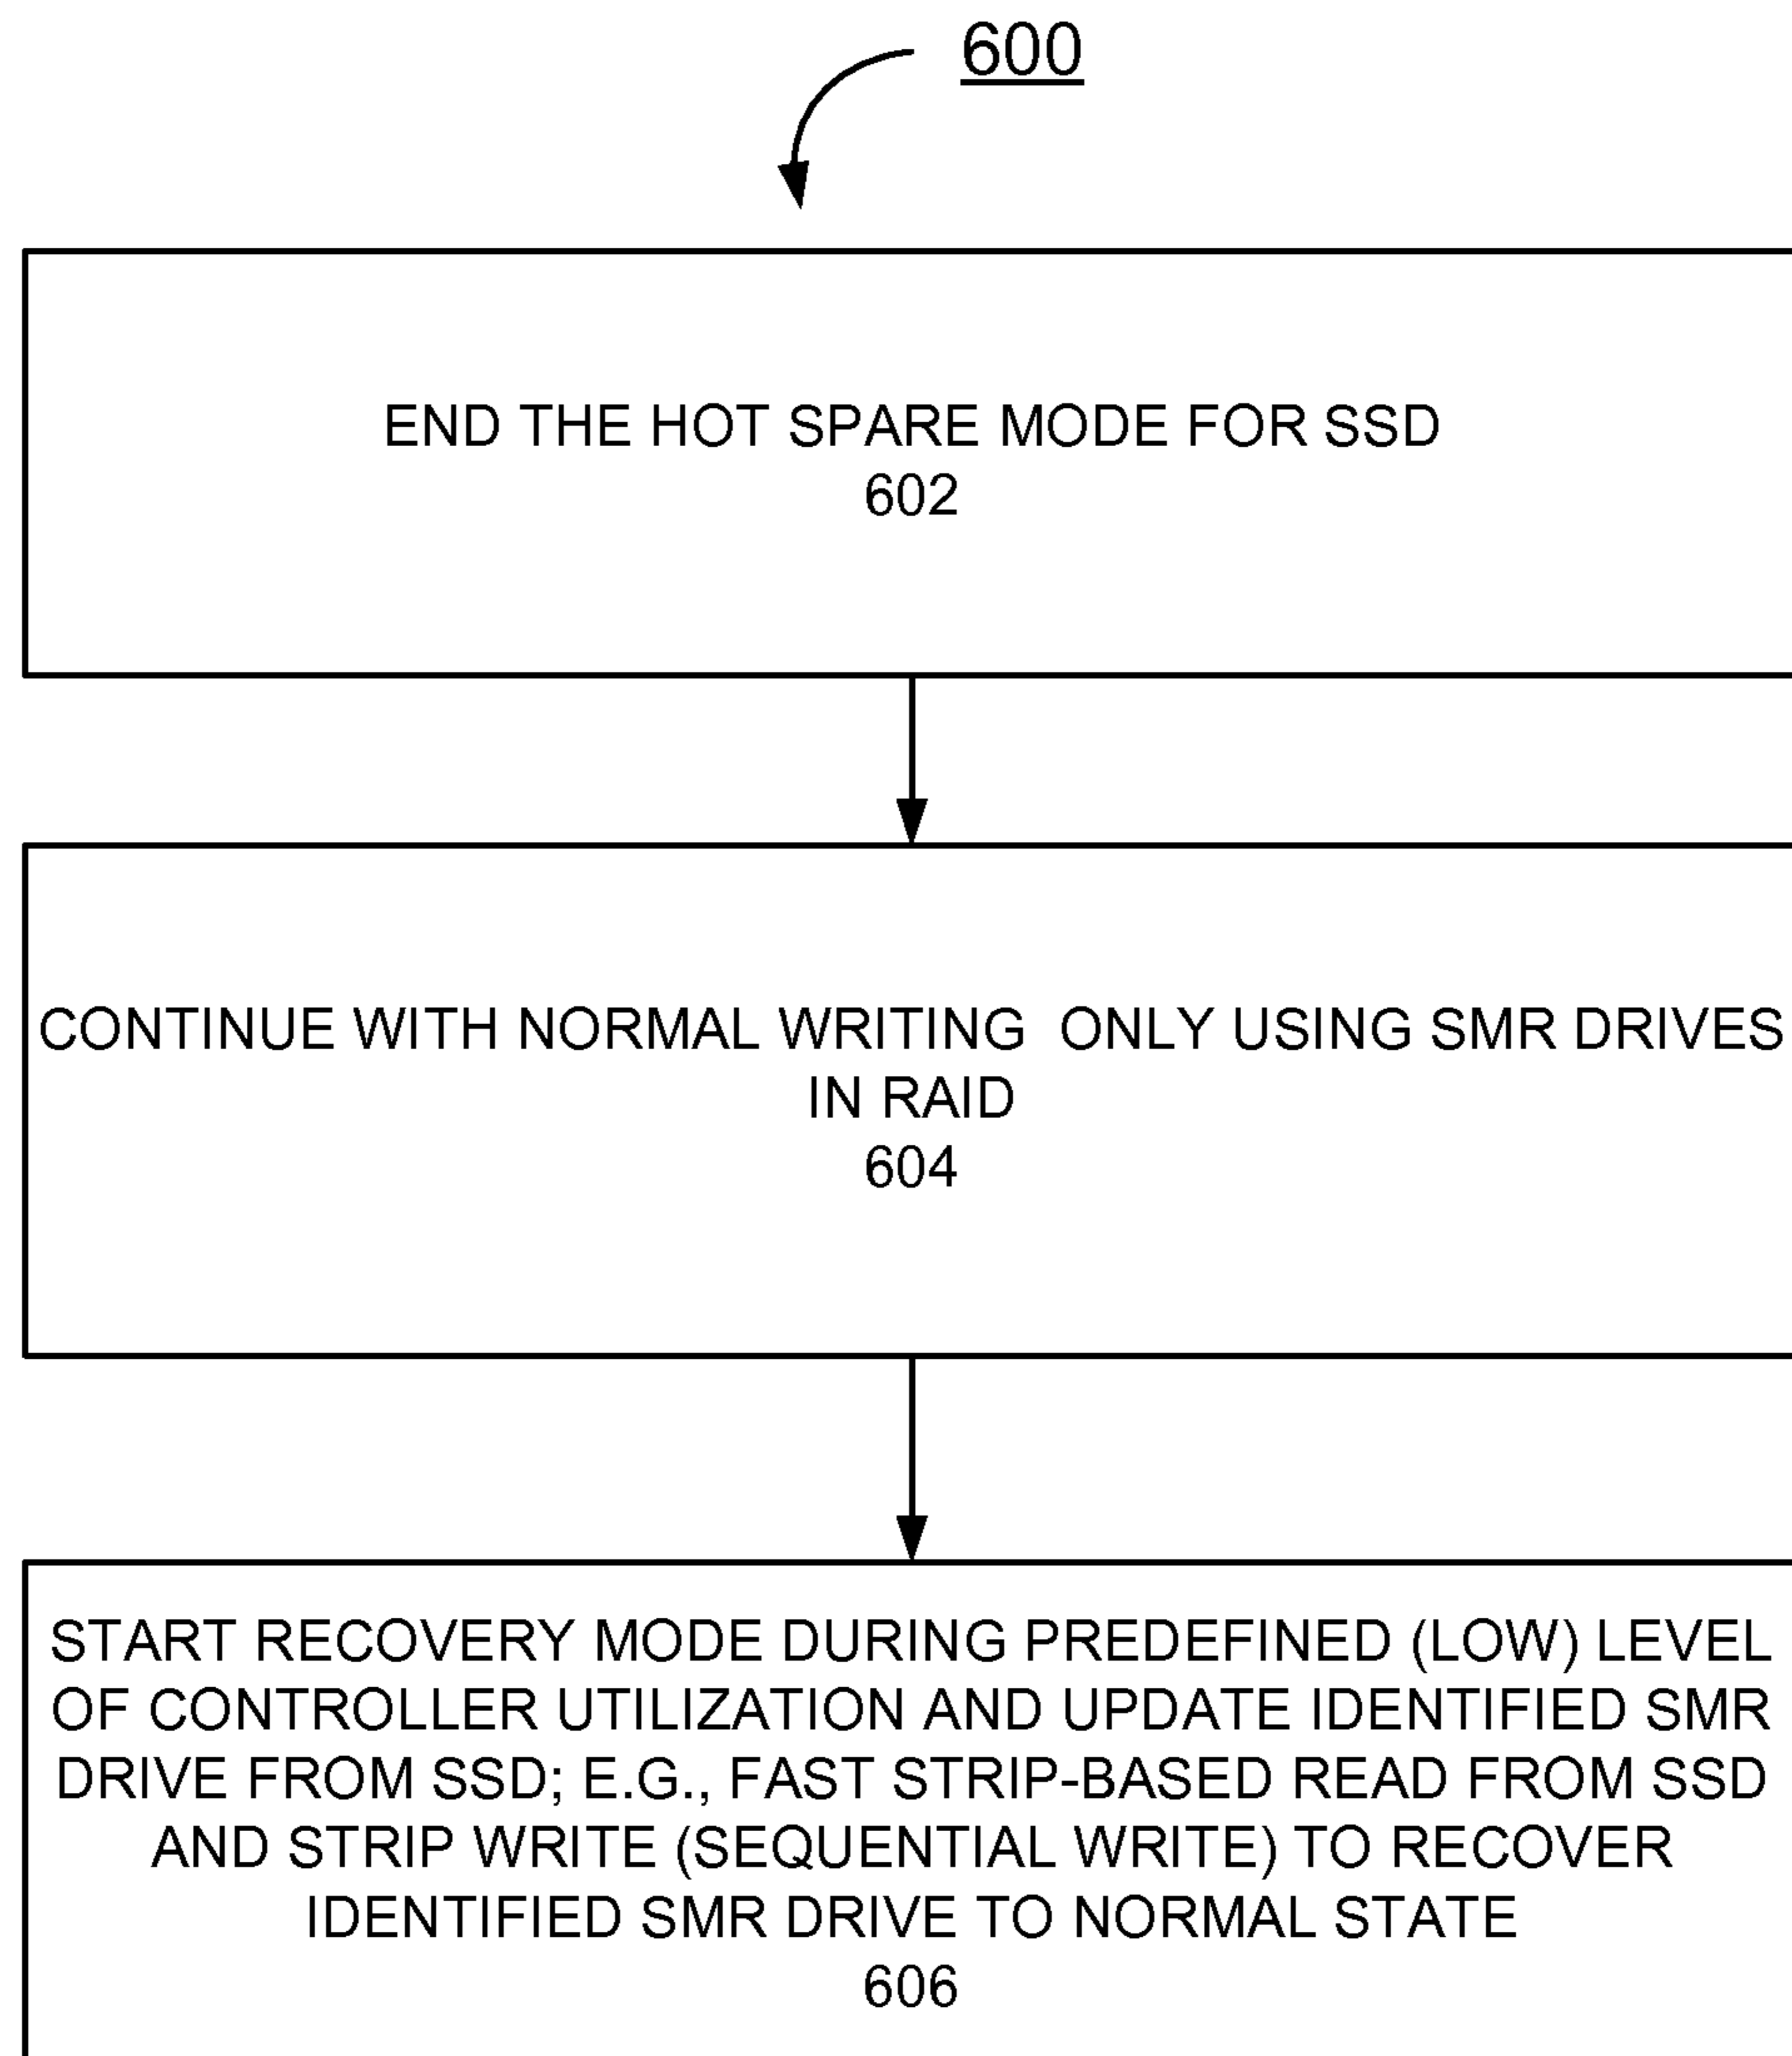 600
END THE HOT SPARE MODE FOR SSD
602
CONTINUE WITH NORMAL WRITING  ONLY USING SMR DRIVES
IN RAID
604
START RECOVERY MODE DURING PREDEFINED (LOW) LEVEL
OF CONTROLLER UTILIZATION AND UPDATE IDENTIFIED SMR
DRIVE FROM SSD; E.G., FAST STRIP-BASED READ FROM SSD
AND STRIP WRITE (SEQUENTIAL WRITE) TO RECOVER
IDENTIFIED SMR DRIVE TO NORMAL STATE
606